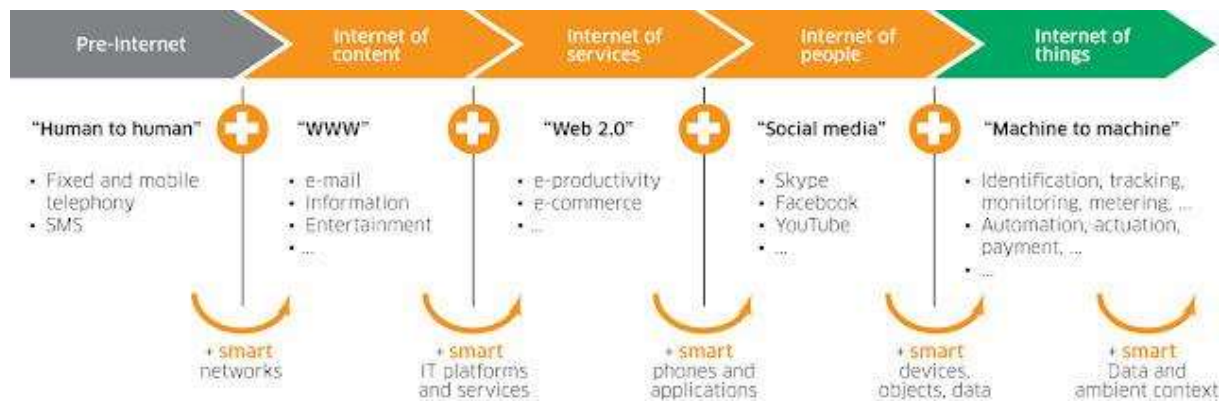 Pre-Internet
Internet of
content
Internet of
services
Internet of
people
Internet of
things
"Human to human"
• Fixed and mobile
telephony
• SMS
"WWW"
• e-mail
• Information
• Entertainment
• ...
"Web 2.0"
• e-productivity
• e-commerce
• ...
"Social media"
• Skype
• Facebook
• YouTube
• ...
"Machine to machine"
• Identification, tracking,
monitoring, metering, ...
• Automation, actuation,
payment, ...
• ...
+ smart
networks
+ smart
IT platforms
and services
+ smart
phones and
applications
+ smart
devices,
objects, data
+ smart
Data and
ambient context